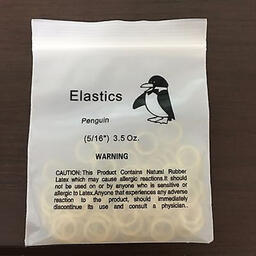 Elastics
Penguin
(5/16") 3.5 Oz.
WARNING
CAUTION: This Product Contains Natural Rubber
Latex which may cause allergic reactions.It should
not be used on or by anyone who is sensitive or
allergic to Latex.Anyone that experiences any adverse
reaction to the product, should immediately
discontinue its use and consult a physician..